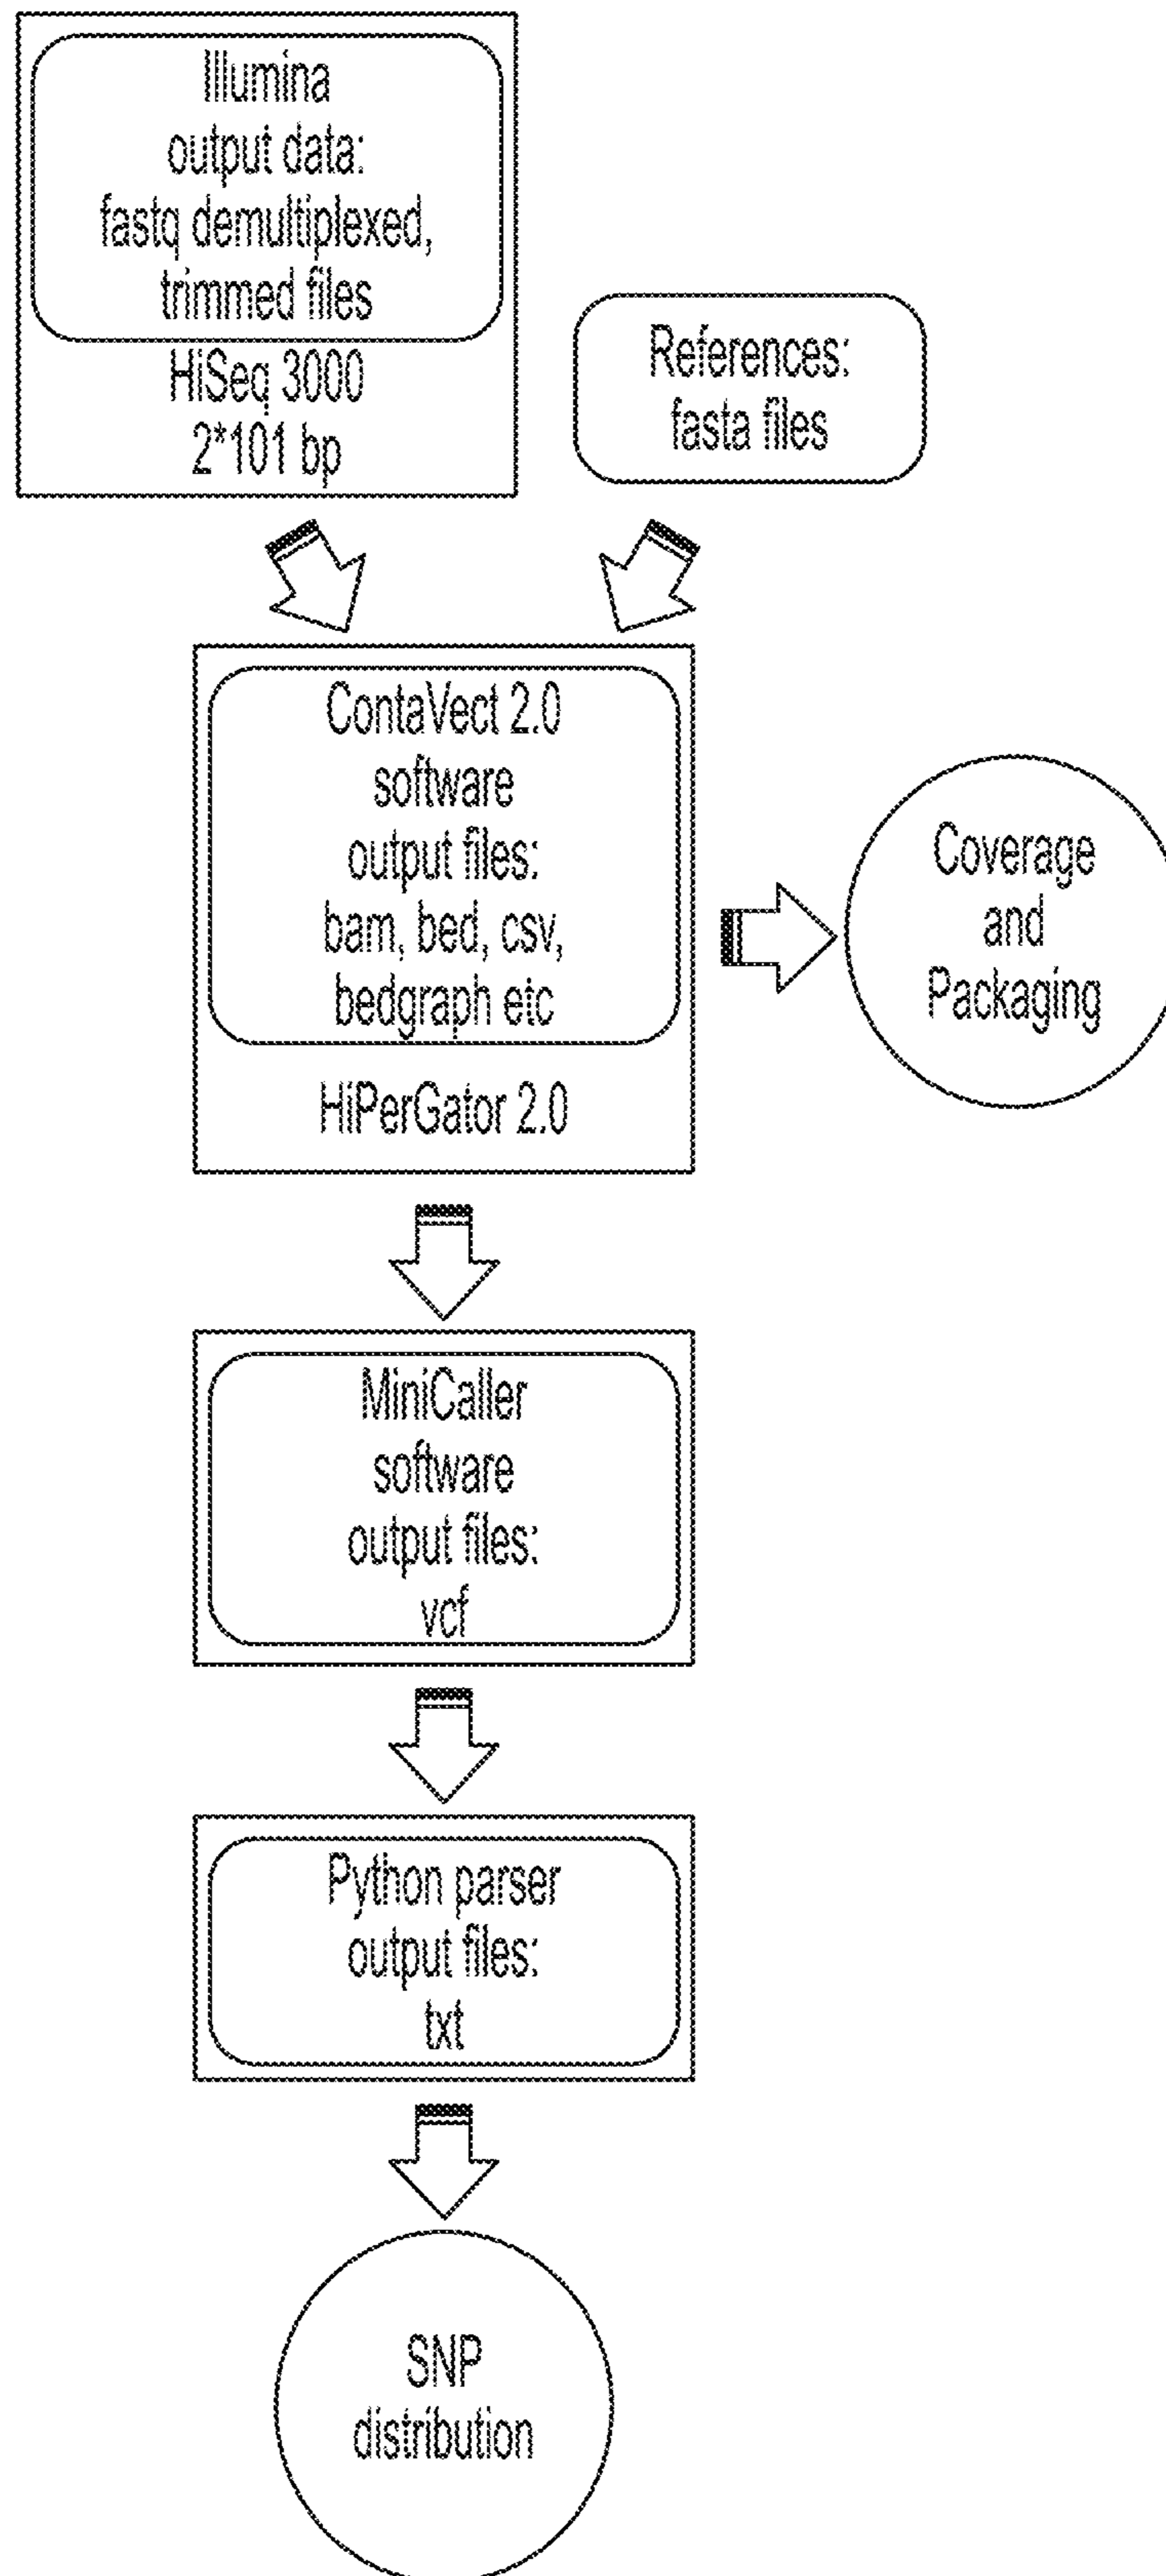 Illumina
output data:
fastq demultiplexed,
trimmed files
HiSeq 3000
2*101 bp
References:
fasta files
ContaVect 2.0
software
output files:
bam, bed, csv,
bedgraph etc
HiPerGator 2.0
Coverage
and
Packaging
MiniCaller
software
output files:
vcf
Python parser
output files:
txt
SNP
distribution